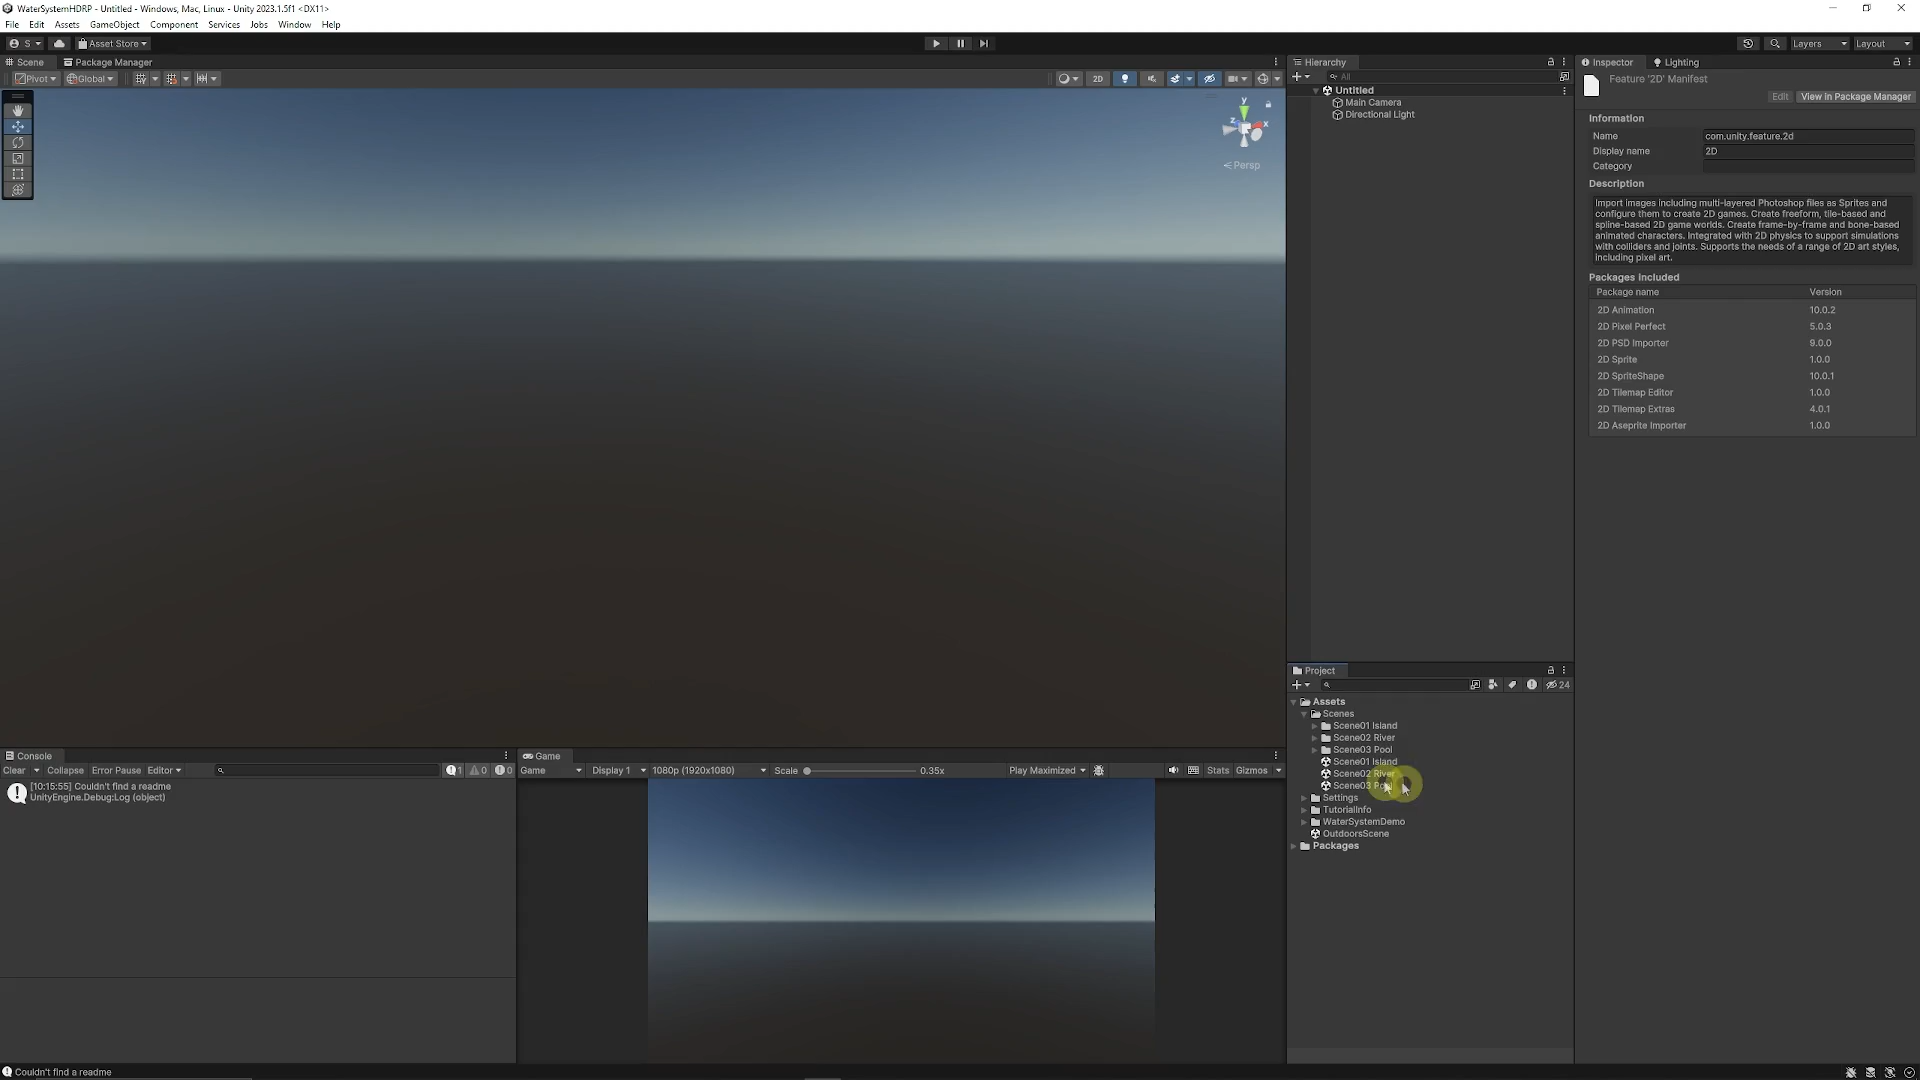 WaterSystemHDRP - Untitled - Windows, Mac, Linux - Unity 2023.1.5f1 <DX11>
File Edit Assets GameObject Component Services Jobs Window Help
S Asset Store Layers Layout
Scene Package Manager
Pivot Global 2D
y
x
z
Persp
Hierarchy
All
Untitled
Main Camera
Directional Light
Inspector Lighting
Feature '2D' Manifest
Edit View in Package Manager
Information
Name com.unity.feature.2d
Display name 2D
Category
Description
Import images including multi-layered Photoshop files as Sprites and
configure them to create 2D games. Create freeform, tile-based and
spline-based 2D game worlds. Create frame-by-frame and bone-based
animated characters. Integrated with 2D physics to support simulations
with colliders and joints. Supports the needs of a range of 2D art styles,
including pixel art.
Packages included
Package name Version
2D Animation 10.0.2
2D Pixel Perfect 5.0.3
2D PSD Importer 9.0.0
2D Sprite 1.0.0
2D SpriteShape 10.0.1
2D Tilemap Editor 1.0.0
2D Tilemap Extras 4.0.1
2D Aseprite Importer 1.0.0
Project
24
Assets
Scenes
Scene01 Island
Scene02 River
Scene03 Pool
Scene01 Island
Scene02 River
Scene03
Settings
TutorialInfo
WaterSystemDemo
OutdoorsScene
Packages
Console
Clear Collapse Error Pause Editor 1 0 0
[10:15:55] Couldn't find a readme
UnityEngine.Debug:Log (object)
Game
Game Display 1 1080p (1920x1080) Scale 0.35x Play Maximized Stats Gizmos
Couldn't find a readme